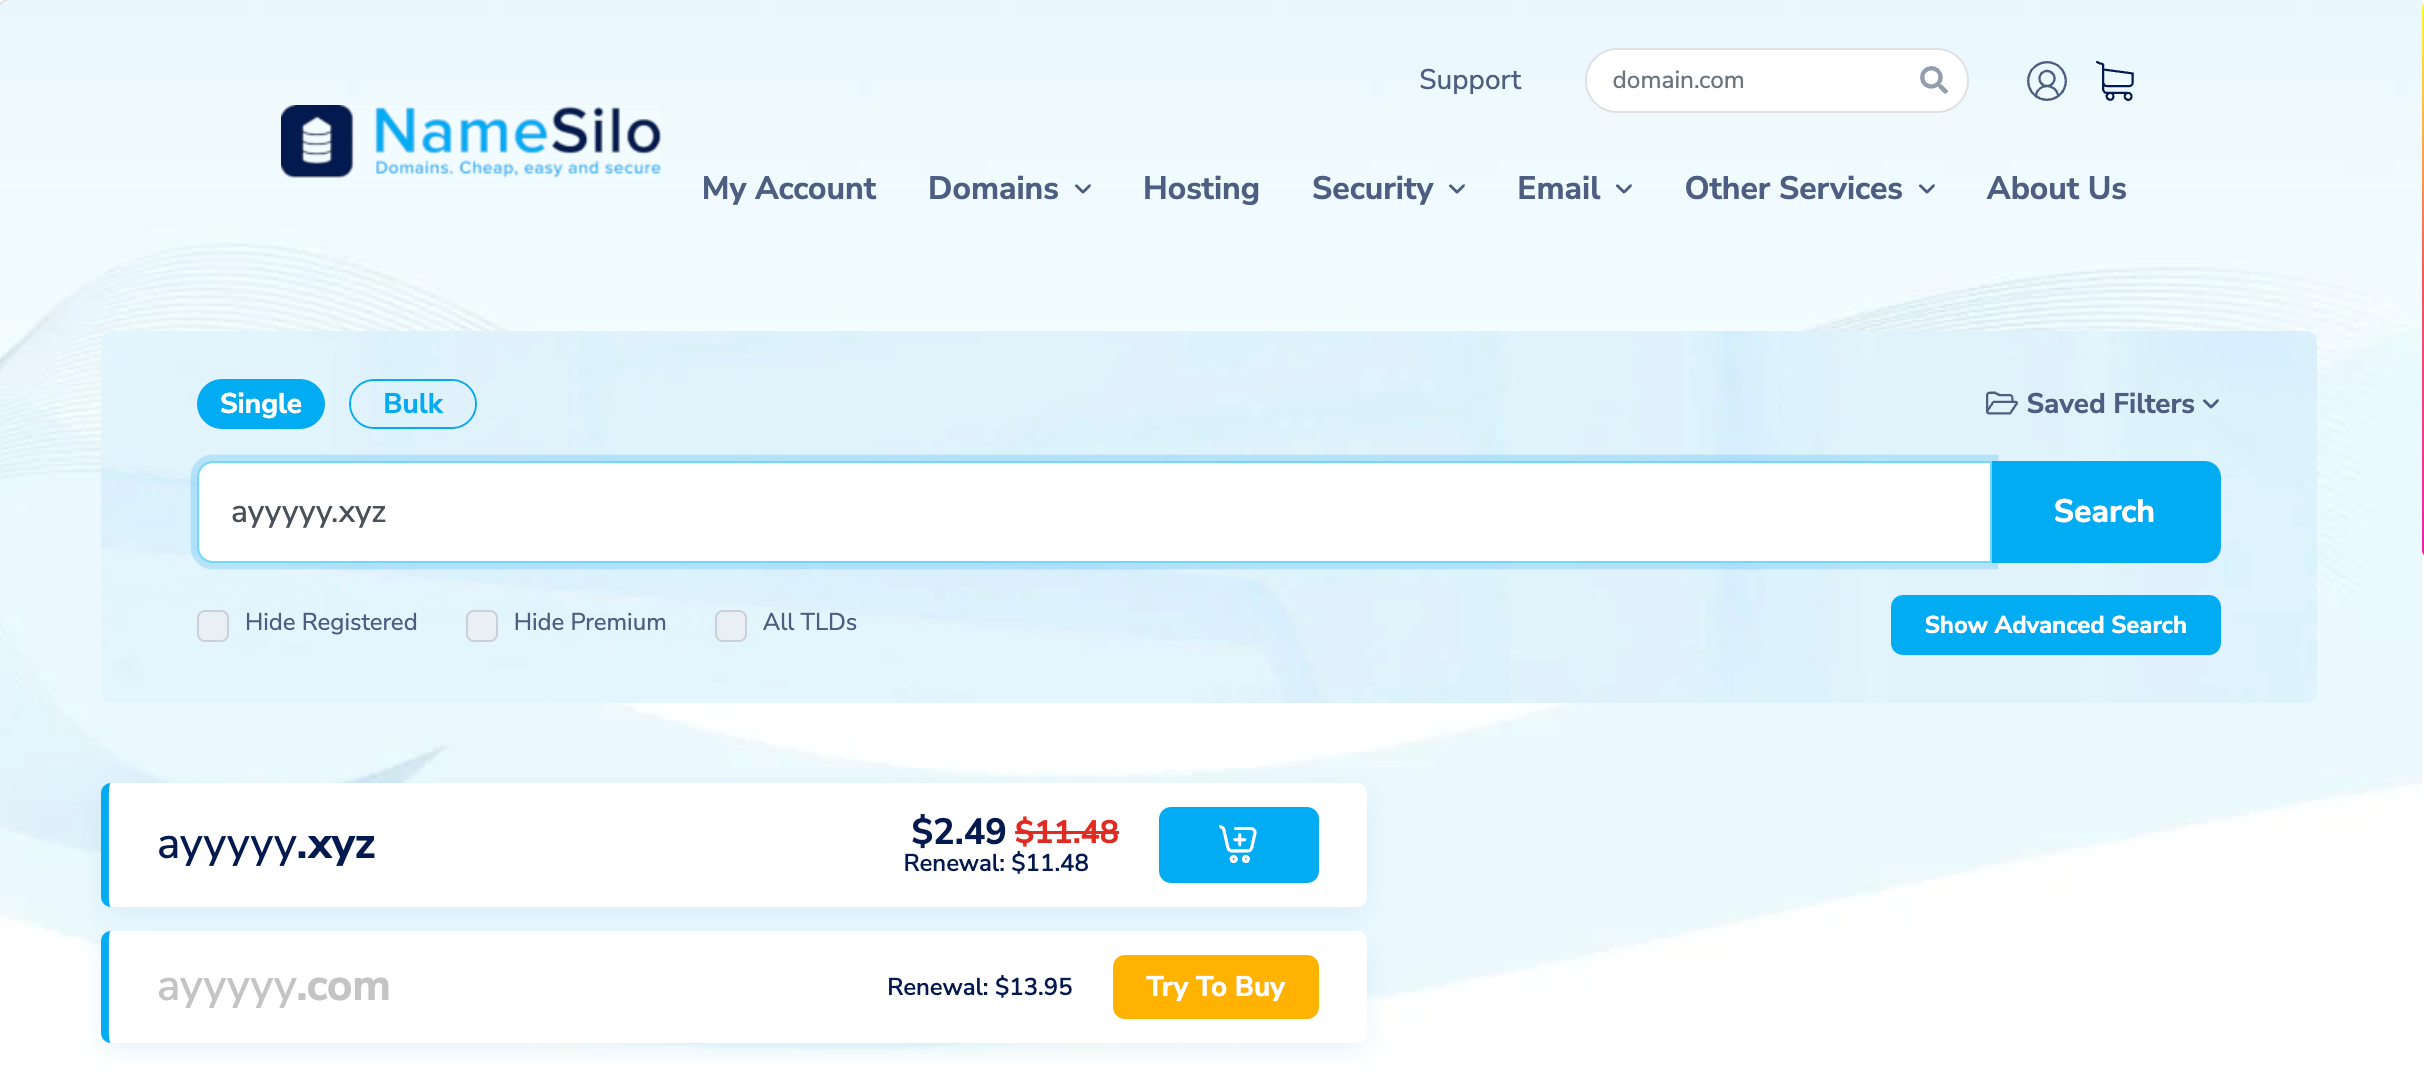 Support
domain.com
NameSilo
Domains. Cheap, easy and secure
My Account Domains Hosting Security Email Other Services About Us
Single Bulk Saved Filters
ayyyyy.xyz Search
Hide Registered Hide Premium All TLDs Show Advanced Search
ayyyyy.xyz $2.49 $11.48
Renewal: $11.48
ayyyyy.com Renewal: $13.95 Try To Buy